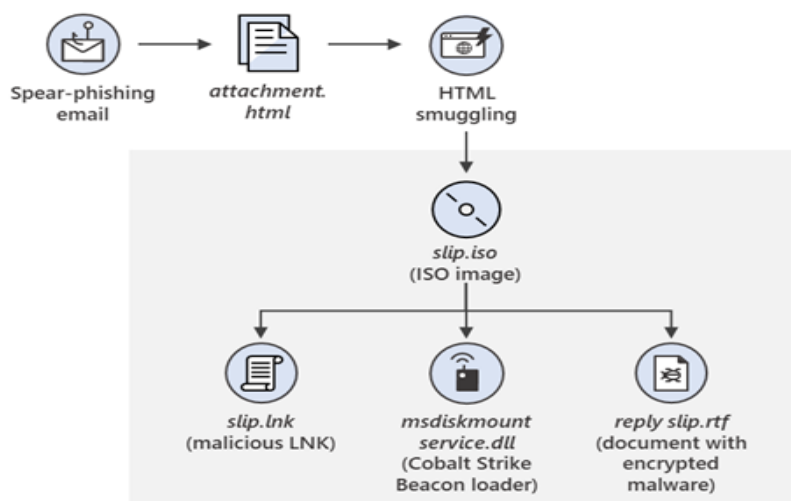 Spear-phishing
email
attachment.
html
HTML
smuggling
slip.iso
(ISO image)
slip.lnk
(malicious LNK)
msdiskmount
service.dll
(Cobalt Strike
Beacon loader)
reply slip.rtf
(document with
encrypted
malware)